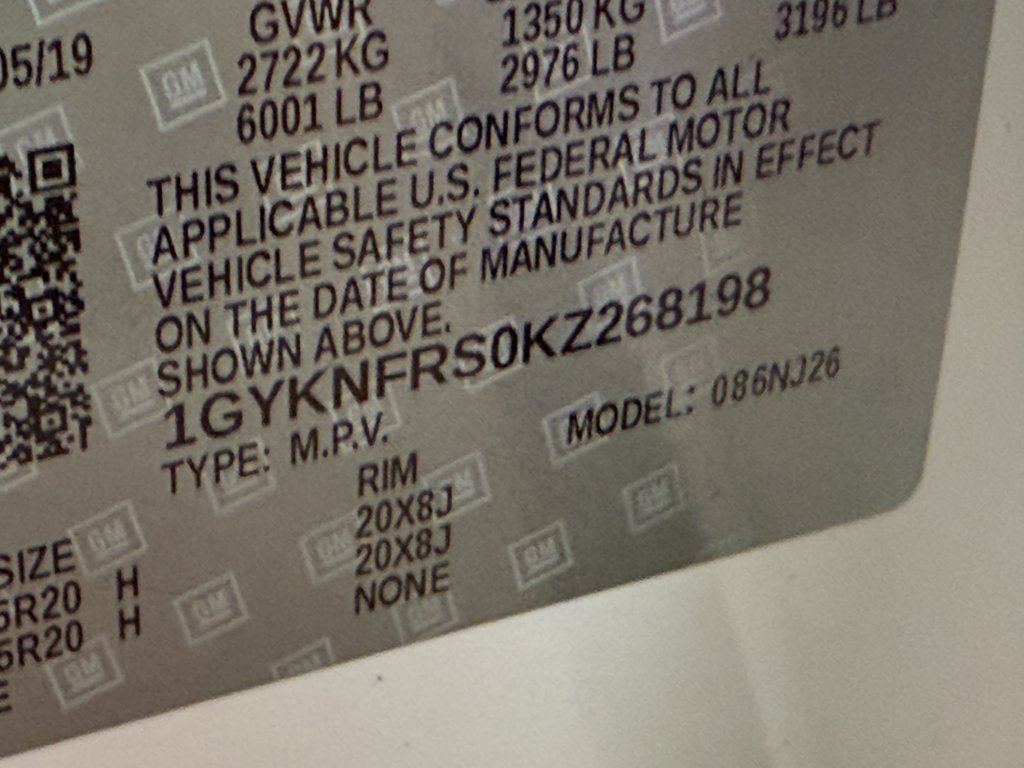 05/19
GVWR
2722 KG
6001 LB
1350 KG
2976 LB
3196 LB
THIS VEHICLE CONFORMS TO ALL
APPLICABLE U.S. FEDERAL MOTOR
VEHICLE SAFETY STANDARDS IN EFFECT
ON THE DATE OF MANUFACTURE
SHOWN ABOVE.
1GYKNFRS0KZ268198
TYPE: M.P.V.
MODEL: 086NJ26
SIZE
5R20 H
5R20 H
E
RIM
20X8J
20X8J
NONE
GM